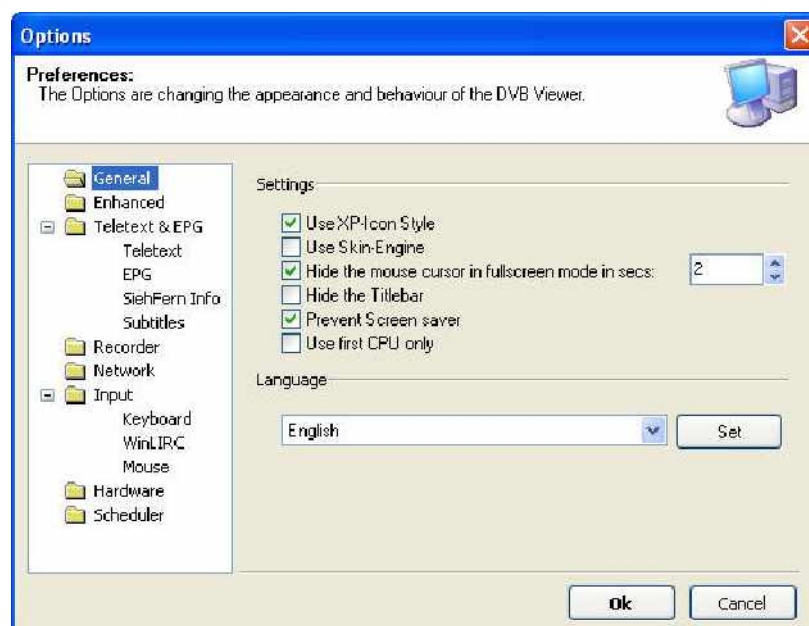 Options
Preferences:
The Options are changing the appearance and behaviour of the DVB Viewer.
General
Enhanced
Teletext & EPG
Teletext
EPG
SiehFern Info
Subtitles
Recorder
Network
Input
Keyboard
WinLIRC
Mouse
Hardware
Scheduler
Settings
Use XP-Icon Style
Use Skin-Engine
Hide the mouse cursor in fullscreen mode in secs: 2
Hide the Titlebar
Prevent Screen saver
Use first CPU only
Language
English Set
Ok Cancel